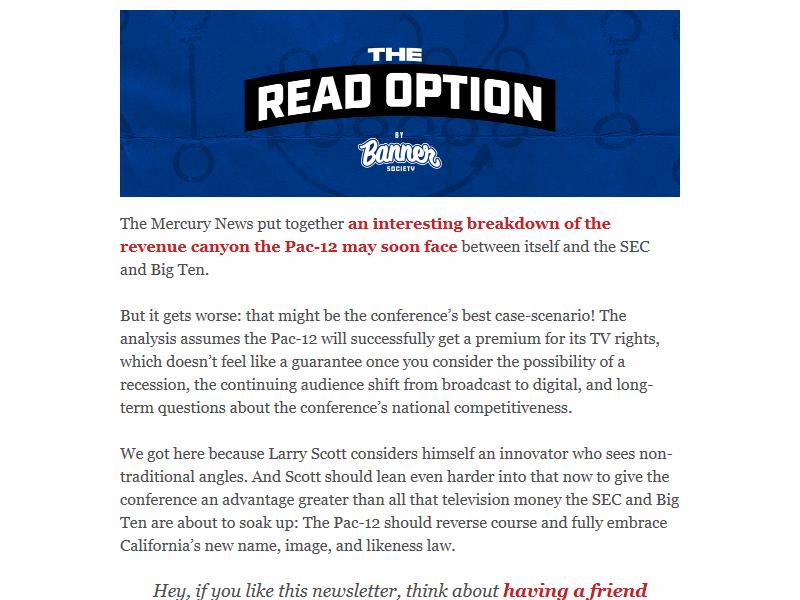 THE
READ OPTION
BY
Banner
SOCIETY
The Mercury News put together an interesting breakdown of the
revenue canyon the Pac-12 may soon face between itself and the SEC
and Big Ten.
But it gets worse: that might be the conference’s best case-scenario! The
analysis assumes the Pac-12 will successfully get a premium for its TV rights,
which doesn’t feel like a guarantee once you consider the possibility of a
recession, the continuing audience shift from broadcast to digital, and long-
term questions about the conference’s national competitiveness.
We got here because Larry Scott considers himself an innovator who sees non-
traditional angles. And Scott should lean even harder into that now to give the
conference an advantage greater than all that television money the SEC and Big
Ten are about to soak up: The Pac-12 should reverse course and fully embrace
California’s new name, image, and likeness law.
Hey, if you like this newsletter, think about having a friend